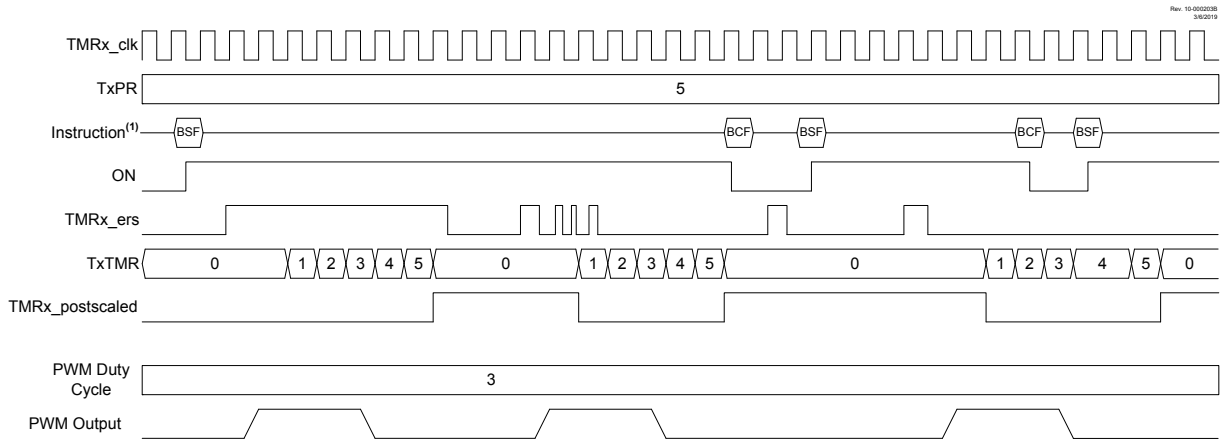 Rev. 10-000203B
3/6/2019
TMRx_clk
TxPR 5
Instruction(1) BSF BCF BSF BCF BSF
ON
TMRx_ers
TxTMR 0 1 2 3 4 5 0 1 2 3 4 5 0 1 2 3 4 5 0
TMRx_postscaled
PWM Duty
Cycle 3
PWM Output